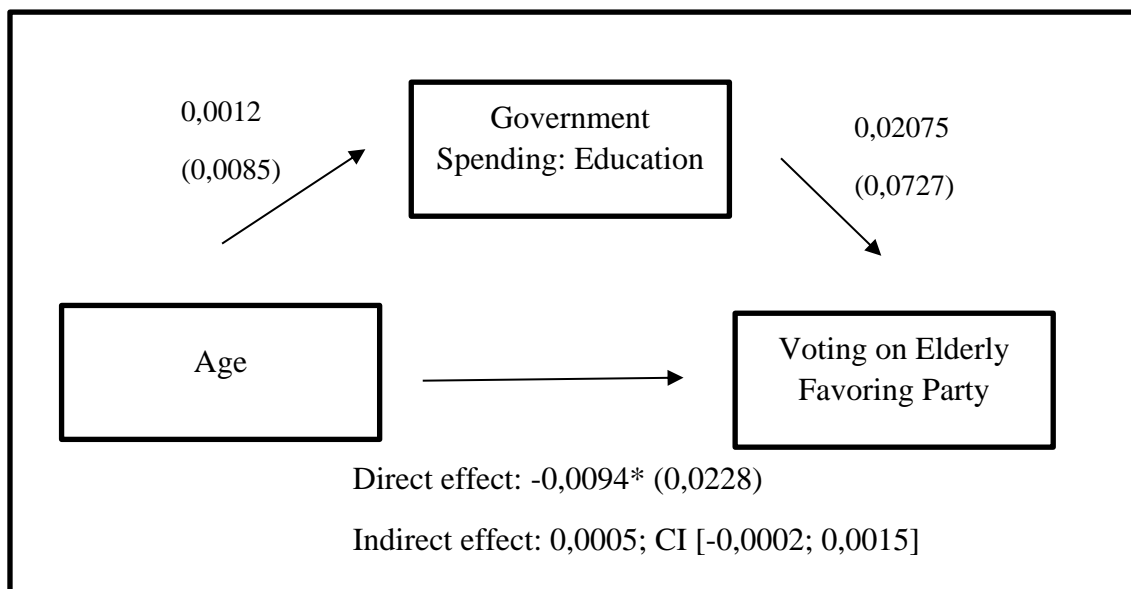 0,0012
(0,0085)
Government
Spending: Education
0,02075
(0,0727)
Age
Voting on Elderly
Favoring Party
Direct effect: -0,0094* (0,0228)
Indirect effect: 0,0005; CI [-0,0002; 0,0015]